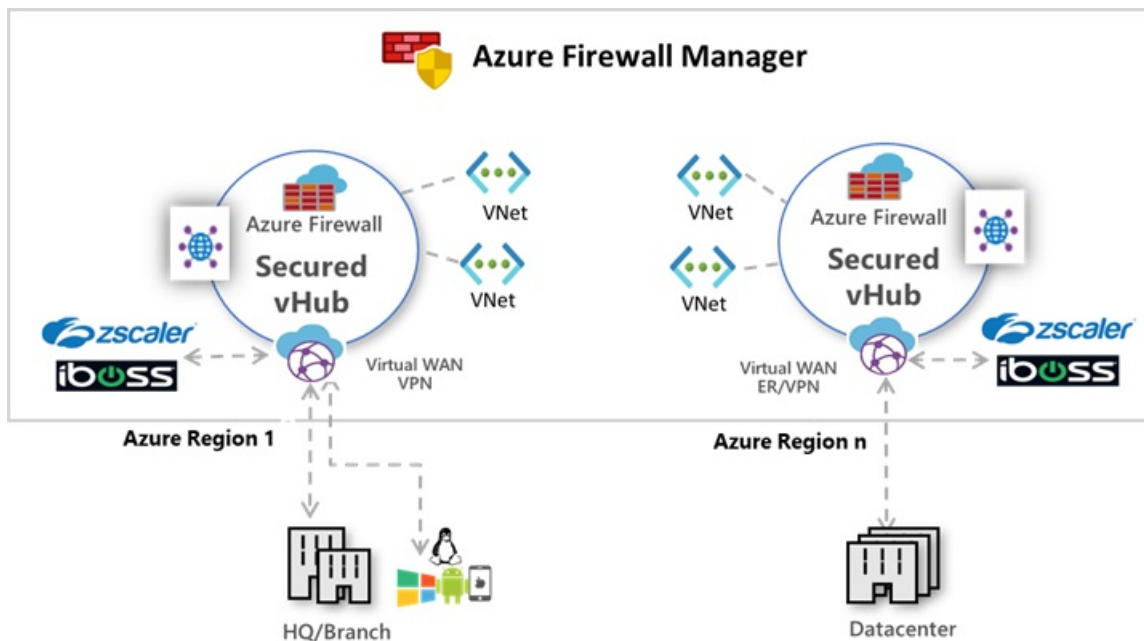 Azure Firewall Manager
Azure Firewall
Secured
vHub
VNet
VNet
zscaler
iboss
Virtual WAN
VPN
VNet
VNet
Azure Firewall
Secured
vHub
Virtual WAN
ER/VPN
zscaler
iboss
Azure Region 1
Azure Region n
HQ/Branch
Datacenter